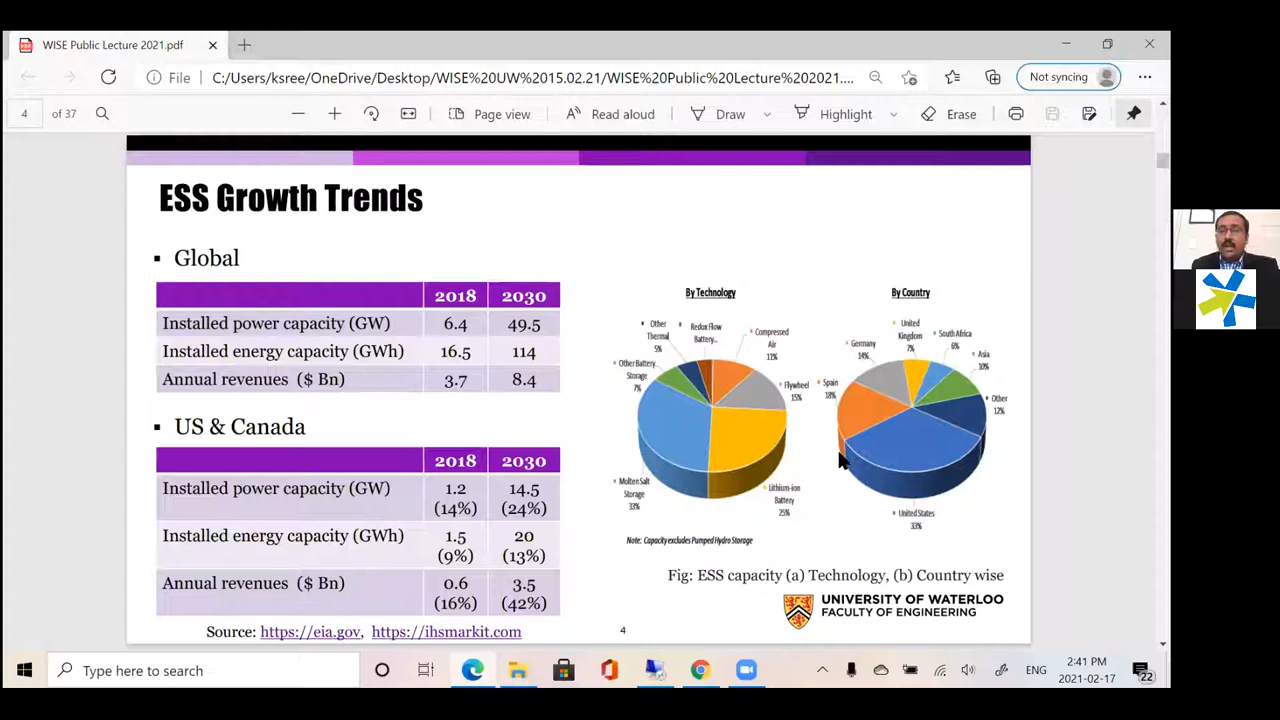 WISE Public Lecture 2021.pdf
File
C:/Users/ksree/OneDrive/Desktop/WISE%20UW%2015.02.21/WISE%20Public%20Lecture%202021....
Not syncing
4 of 37
Page view
Read aloud
Draw
Highlight
Erase
ESS Growth Trends
▪ Global
2018 2030
Installed power capacity (GW) 6.4 49.5
Installed energy capacity (GWh) 16.5 114
Annual revenues ($ Bn) 3.7 8.4
▪ US & Canada
2018 2030
Installed power capacity (GW) 1.2 14.5
(14%) (24%)
Installed energy capacity (GWh) 1.5 20
(9%) (13%)
Annual revenues ($ Bn) 0.6 3.5
(16%) (42%)
Source: https://eia.gov, https://ihsmarkit.com
By Technology
Other
Thermal
5%
Redox Flow
Battery...
Compressed
Air
11%
Other Battery
Storage
7%
Flywheel
15%
Molten Salt
Storage
33%
Lithium-ion
Battery
25%
Note: Capacity excludes Pumped Hydro Storage
By Country
United
Kingdom
7%
South Africa
6%
Germany
14%
Asia
10%
Spain
18%
Other
12%
United States
33%
Fig: ESS capacity (a) Technology, (b) Country wise
UNIVERSITY OF WATERLOO
FACULTY OF ENGINEERING
4
Type here to search
ENG
2:41 PM
2021-02-17
22